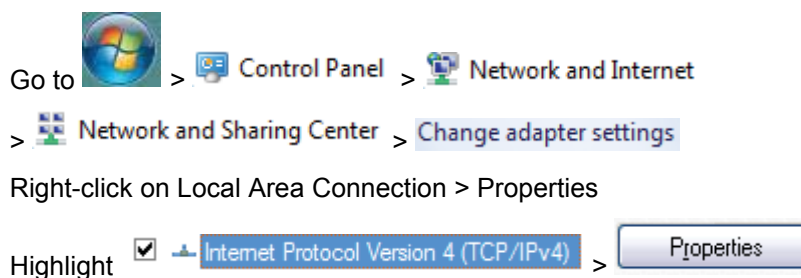 Go to > Control Panel > Network and Internet
> Network and Sharing Center > Change adapter settings
Right-click on Local Area Connection > Properties
Highlight Internet Protocol Version 4 (TCP/IPv4) > Properties